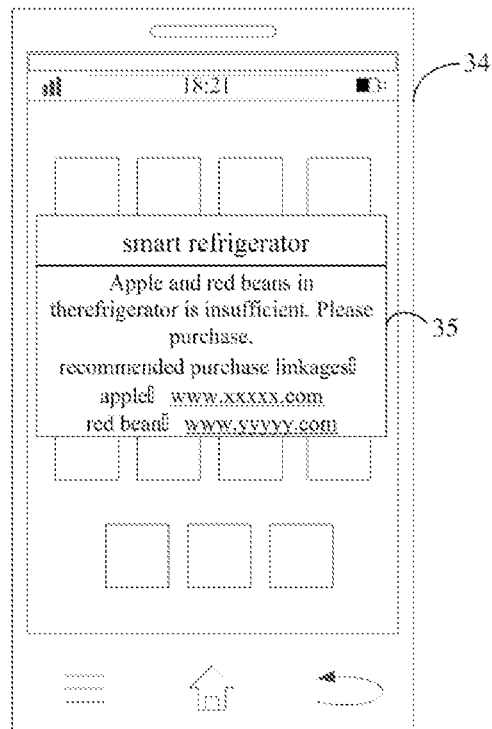 34
18:21
smart refrigerator
Apple and red beans in
therefrigerator is insufficient. Please
purchase.
35
recommended purchase linkages
apple www.xxxxx.com
red bean www.yyyyy.com